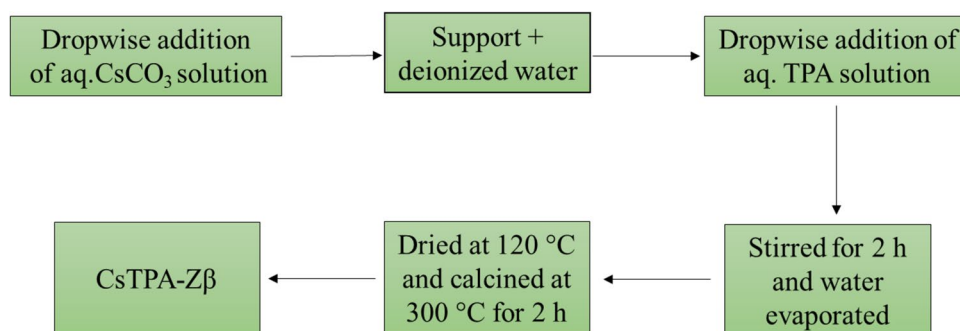 Dropwise addition
of aq.CsCO₃ solution
Support +
deionized water
Dropwise addition of
aq. TPA solution
Stirred for 2 h
and water
evaporated
Dried at 120 °C
and calcined at
300 °C for 2 h
CsTPA-Zβ